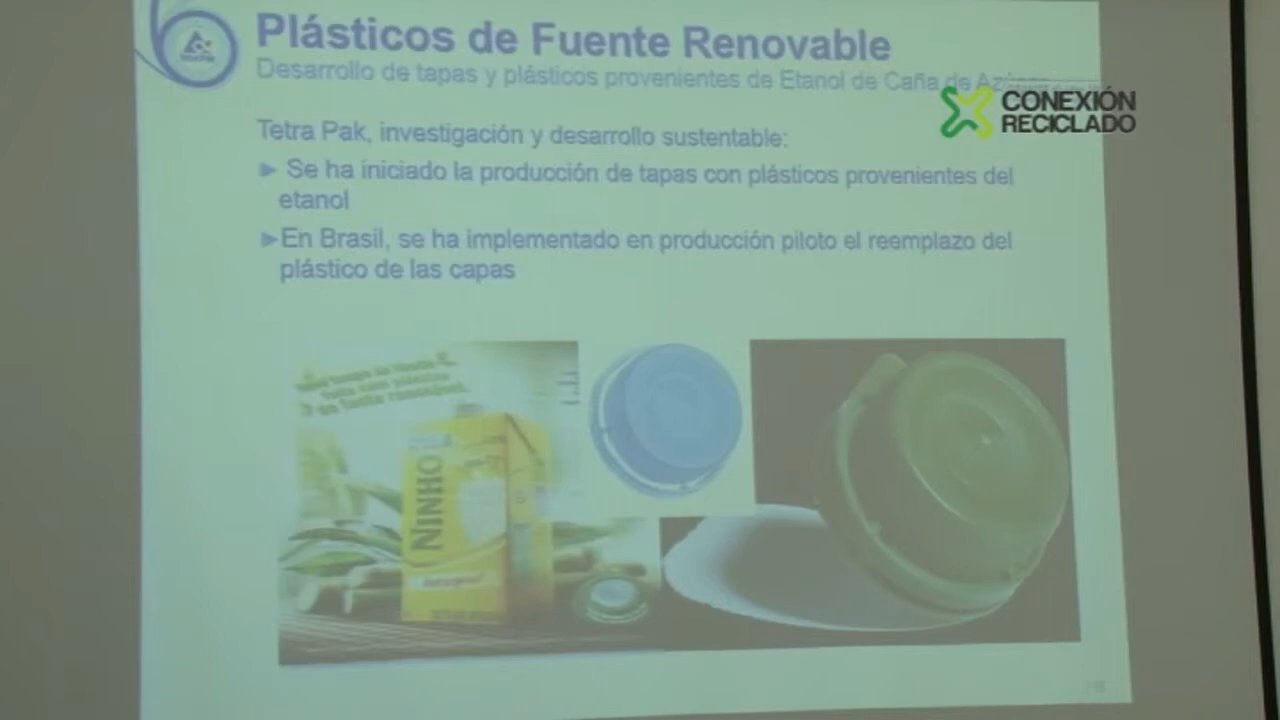 Plásticos de Fuente Renovable
Desarrollo de tapas y plásticos provenientes de Etanol de Caña de Azúcar
CONEXIÓN
RECICLADO
Tetra Pak, investigación y desarrollo sustentable:
► Se ha iniciado la producción de tapas con plásticos provenientes del
etanol
►En Brasil, se ha implementado en producción piloto el reemplazo del
plástico de las capas
NINHO